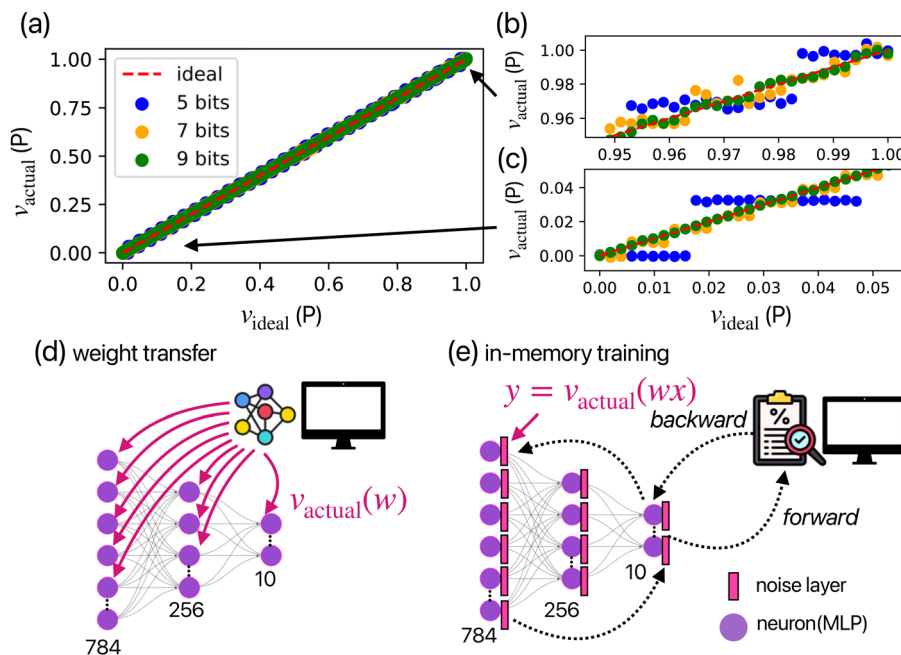 (a)
1.00
0.75
0.50
0.25
0.00
v_actual (P)
ideal
5 bits
7 bits
9 bits
0.0 0.2 0.4 0.6 0.8 1.0
v_ideal (P)
(b)
1.00
0.98
0.96
v_actual (P)
0.95 0.96 0.97 0.98 0.99 1.00
(c)
0.04
0.02
0.00
v_actual (P)
0.00 0.01 0.02 0.03 0.04 0.05
v_ideal (P)
(d) weight transfer
v_actual(w)
10
256
784
(e) in-memory training
y = v_actual(wx)
backward
%
forward
10
256
784
noise layer
neuron(MLP)